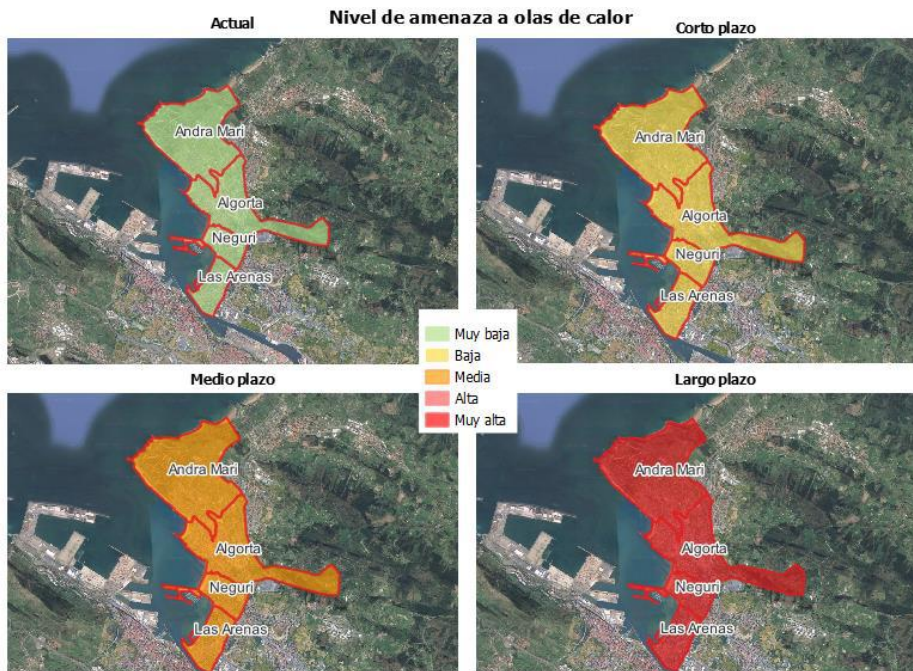 Nivel de amenaza a olas de calor
Actual
Corto plazo
Andra Mari
Algorta
Neguri
Las Arenas
Andra Mari
Algorta
Neguri
Las Arenas
Muy baja
Baja
Media
Alta
Muy alta
Medio plazo
Largo plazo
Andra Mari
Algorta
Neguri
Las Arenas
Andra Mari
Algorta
Neguri
Las Arenas